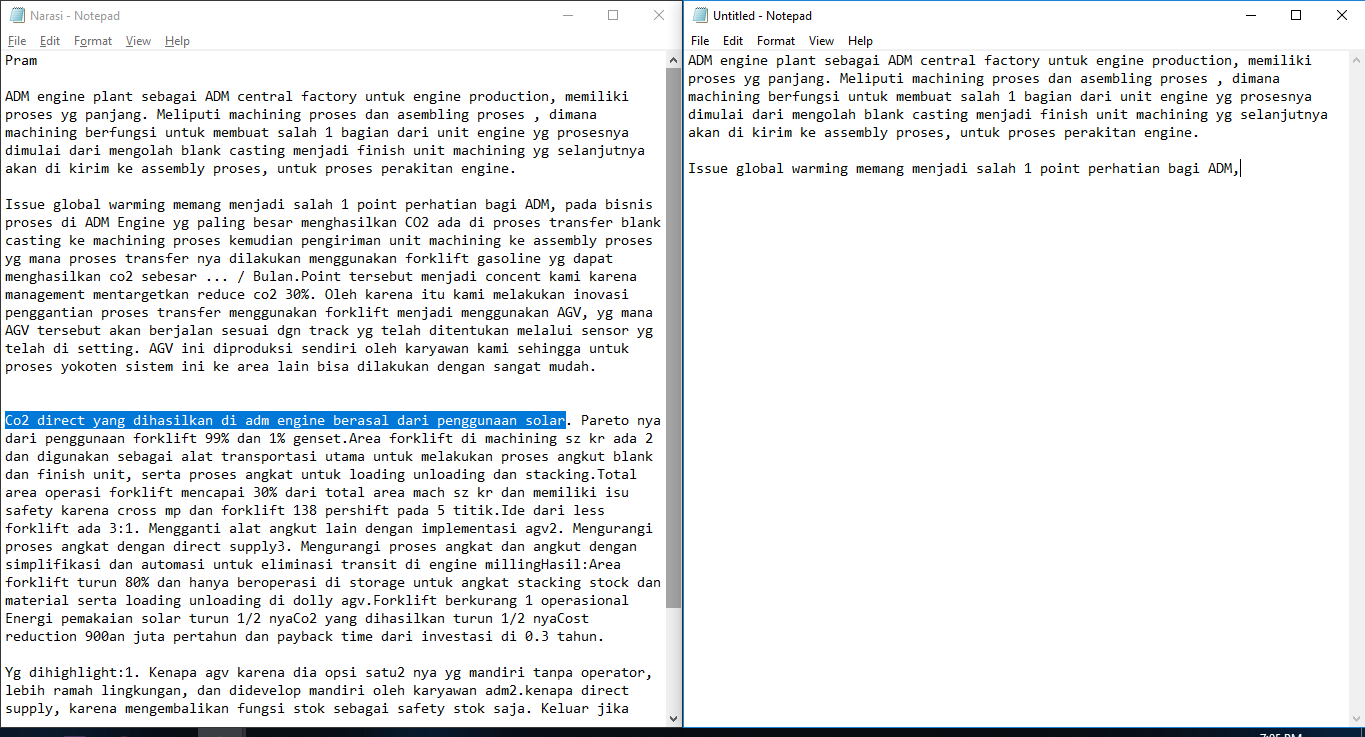 Narasi - Notepad
File Edit Format View Help
Pram
ADM engine plant sebagai ADM central factory untuk engine production, memiliki
proses yg panjang. Meliputi machining proses dan asembling proses , dimana
machining berfungsi untuk membuat salah 1 bagian dari unit engine yg prosesnya
dimulai dari mengolah blank casting menjadi finish unit machining yg selanjutnya
akan di kirim ke assembly proses, untuk proses perakitan engine.
Issue global warming memang menjadi salah 1 point perhatian bagi ADM, pada bisnis
proses di ADM Engine yg paling besar menghasilkan CO2 ada di proses transfer blank
casting ke machining proses kemudian pengiriman unit machining ke assembly proses
yg mana proses transfer nya dilakukan menggunakan forklift gasoline yg dapat
menghasilkan co2 sebesar ... / Bulan.Point tersebut menjadi concent kami karena
management mentargetkan reduce co2 30%. Oleh karena itu kami melakukan inovasi
penggantian proses transfer menggunakan forklift menjadi menggunakan AGV, yg mana
AGV tersebut akan berjalan sesuai dgn track yg telah ditentukan melalui sensor yg
telah di setting. AGV ini diproduksi sendiri oleh karyawan kami sehingga untuk
proses yokoten sistem ini ke area lain bisa dilakukan dengan sangat mudah.
Co2 direct yang dihasilkan di adm engine berasal dari penggunaan solar. Pareto nya
dari penggunaan forklift 99% dan 1% genset.Area forklift di machining sz kr ada 2
dan digunakan sebagai alat transportasi utama untuk melakukan proses angkut blank
dan finish unit, serta proses angkat untuk loading unloading dan stacking.Total
area operasi forklift mencapai 30% dari total area mach sz kr dan memiliki isu
safety karena cross mp dan forklift 138 pershift pada 5 titik.Ide dari less
forklift ada 3:1. Mengganti alat angkut lain dengan implementasi agv2. Mengurangi
proses angkat dengan direct supply3. Mengurangi proses angkat dan angkut dengan
simplifikasi dan automasi untuk eliminasi transit di engine millingHasil:Area
forklift turun 80% dan hanya beroperasi di storage untuk angkat stacking stock dan
material serta loading unloading di dolly agv.Forklift berkurang 1 operasional
Energi pemakaian solar turun 1/2 nyaCo2 yang dihasilkan turun 1/2 nyaCost
reduction 900an juta pertahun dan payback time dari investasi di 0.3 tahun.
Yg dihighlight:1. Kenapa agv karena dia opsi satu2 nya yg mandiri tanpa operator,
lebih ramah lingkungan, dan didevelop mandiri oleh karyawan adm2.kenapa direct
supply, karena mengembalikan fungsi stok sebagai safety stok saja. Keluar jika
Untitled - Notepad
File Edit Format View Help
ADM engine plant sebagai ADM central factory untuk engine production, memiliki
proses yg panjang. Meliputi machining proses dan asembling proses , dimana
machining berfungsi untuk membuat salah 1 bagian dari unit engine yg prosesnya
dimulai dari mengolah blank casting menjadi finish unit machining yg selanjutnya
akan di kirim ke assembly proses, untuk proses perakitan engine.
Issue global warming memang menjadi salah 1 point perhatian bagi ADM,